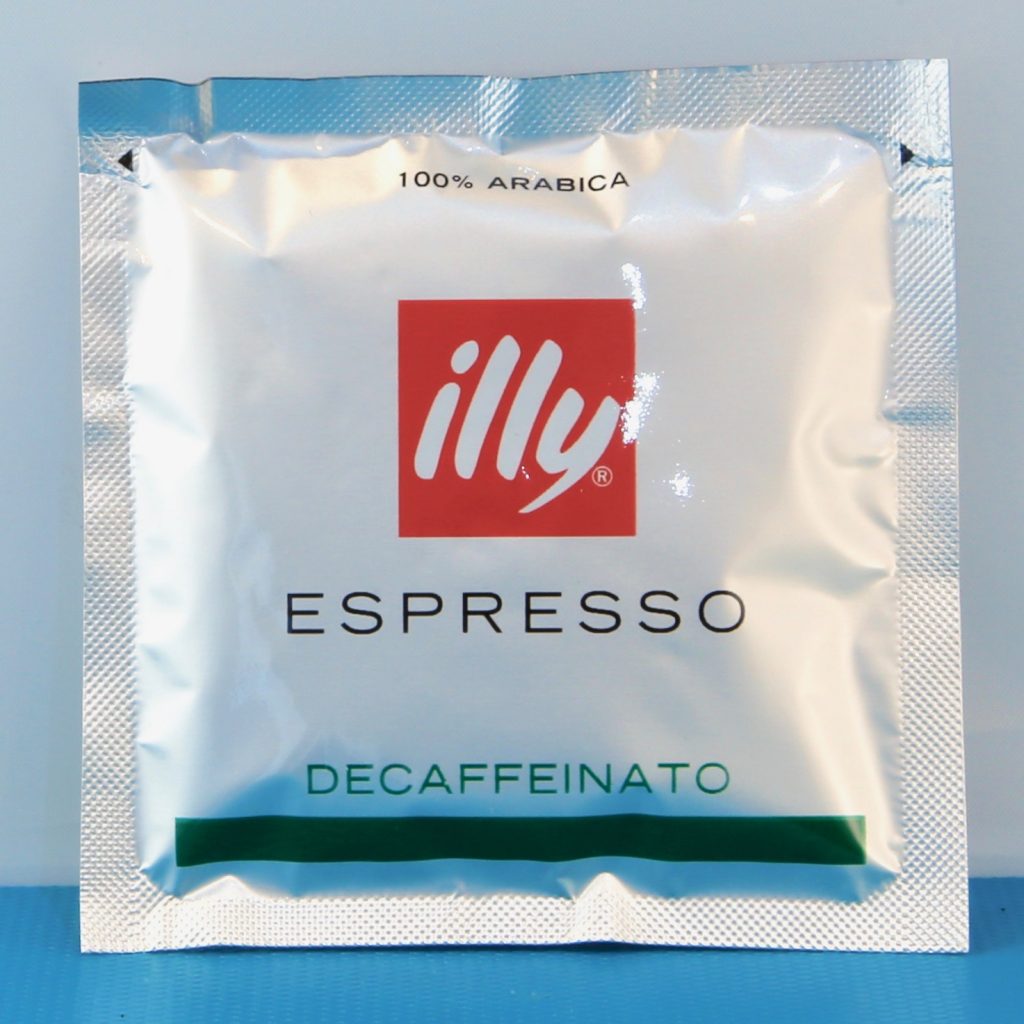 100% ARABICA
illy®
ESPRESSO
DECAFFEINATO